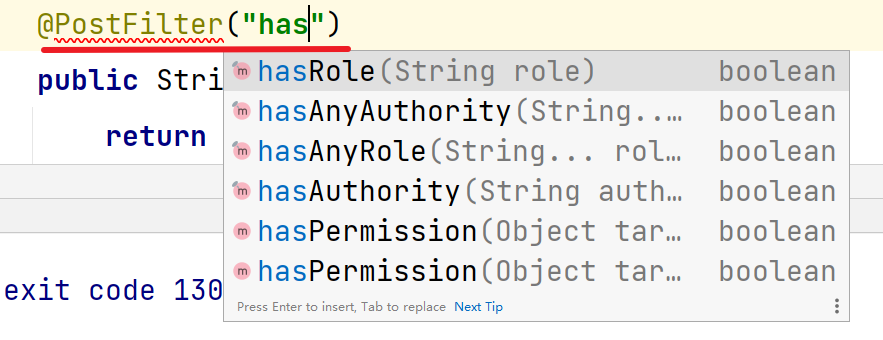 @PostFilter("has")
public Stri
return
hasRole(String role) boolean
hasAnyAuthority(String..… boolean
hasAnyRole(String... rol… boolean
hasAuthority(String auth… boolean
hasPermission(Object tar… boolean
hasPermission(Object tar… boolean
Press Enter to insert, Tab to replace Next Tip
exit code 130